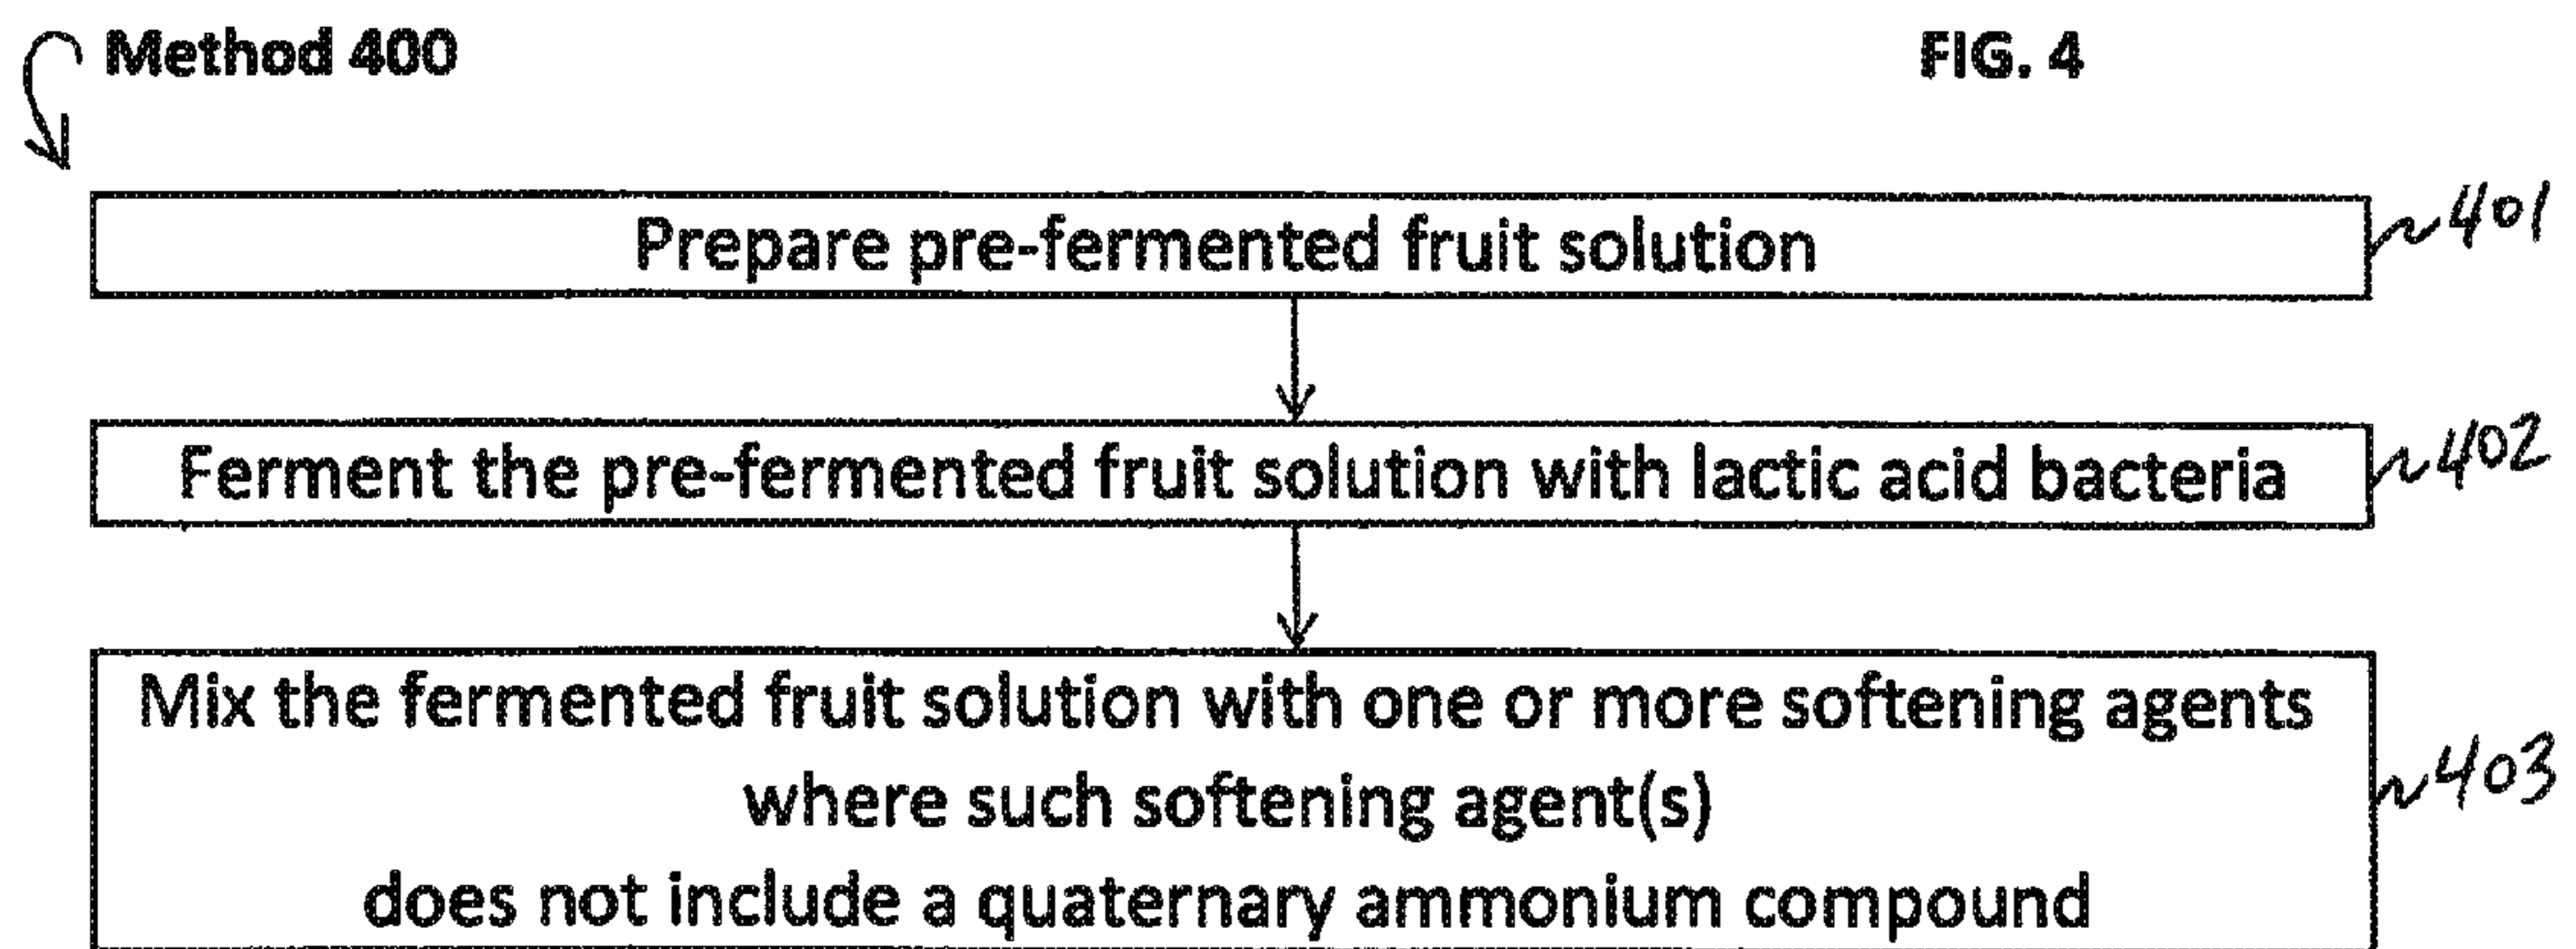 Method 400
FIG. 4
Prepare pre-fermented fruit solution
401
Ferment the pre-fermented fruit solution with lactic acid bacteria
402
Mix the fermented fruit solution with one or more softening agents
where such softening agent(s)
403
does not include a quaternary ammonium compound